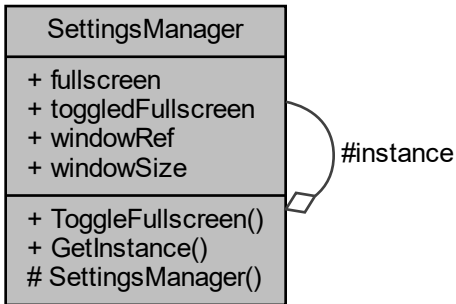 SettingsManager
+ fullscreen
+ toggledFullscreen
+ windowRef
+ windowSize
#instance
+ ToggleFullscreen()
+ GetInstance()
# SettingsManager()